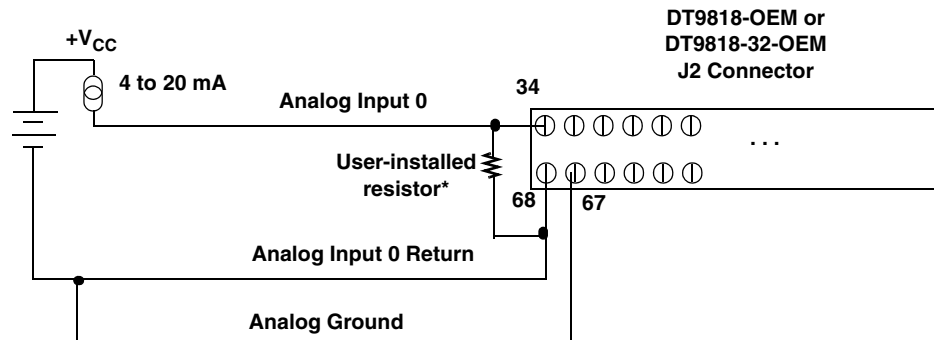 DT9818-OEM or
DT9818-32-OEM
J2 Connector
+VCC
4 to 20 mA
Analog Input 0
34
. . .
User-installed
resistor*
68
67
Analog Input 0 Return
Analog Ground